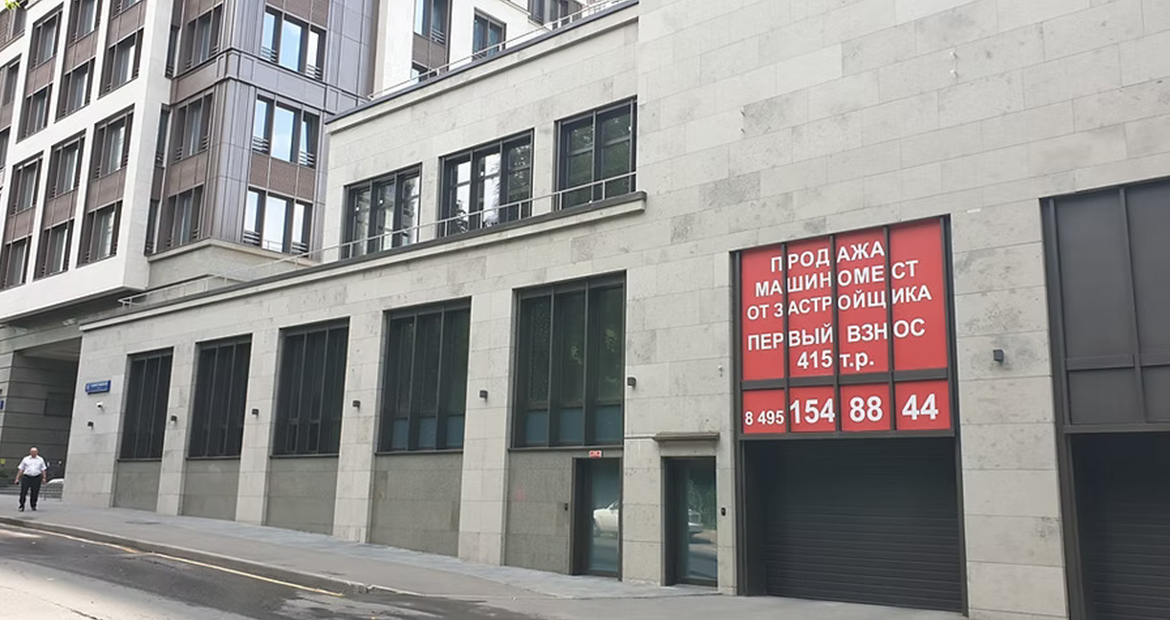 ПРОДАЖА
МАШИНОМЕСТ
ОТ ЗАСТРОЙЩИКА
ПЕРВЫЙ ВЗНОС
415 т.р.
8 495 154 88 44